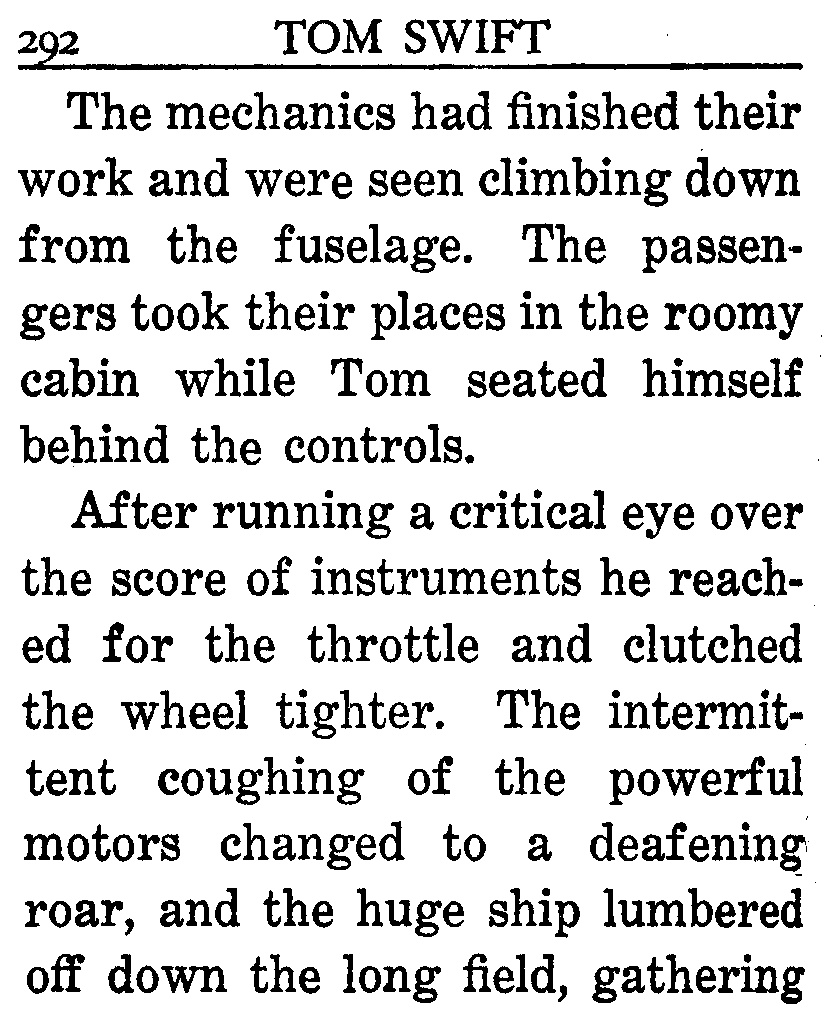 292 TOM SWIFT
The mechanics had finished their
work and were seen climbing down
from the fuselage. The passen-
gers took their places in the roomy
cabin while Tom seated himself
behind the controls.
After running a critical eye over
the score of instruments he reach-
ed for the throttle and clutched
the wheel tighter. The intermit-
tent coughing of the powerful
motors changed to a deafening
roar, and the huge ship lumbered
off down the long field, gathering